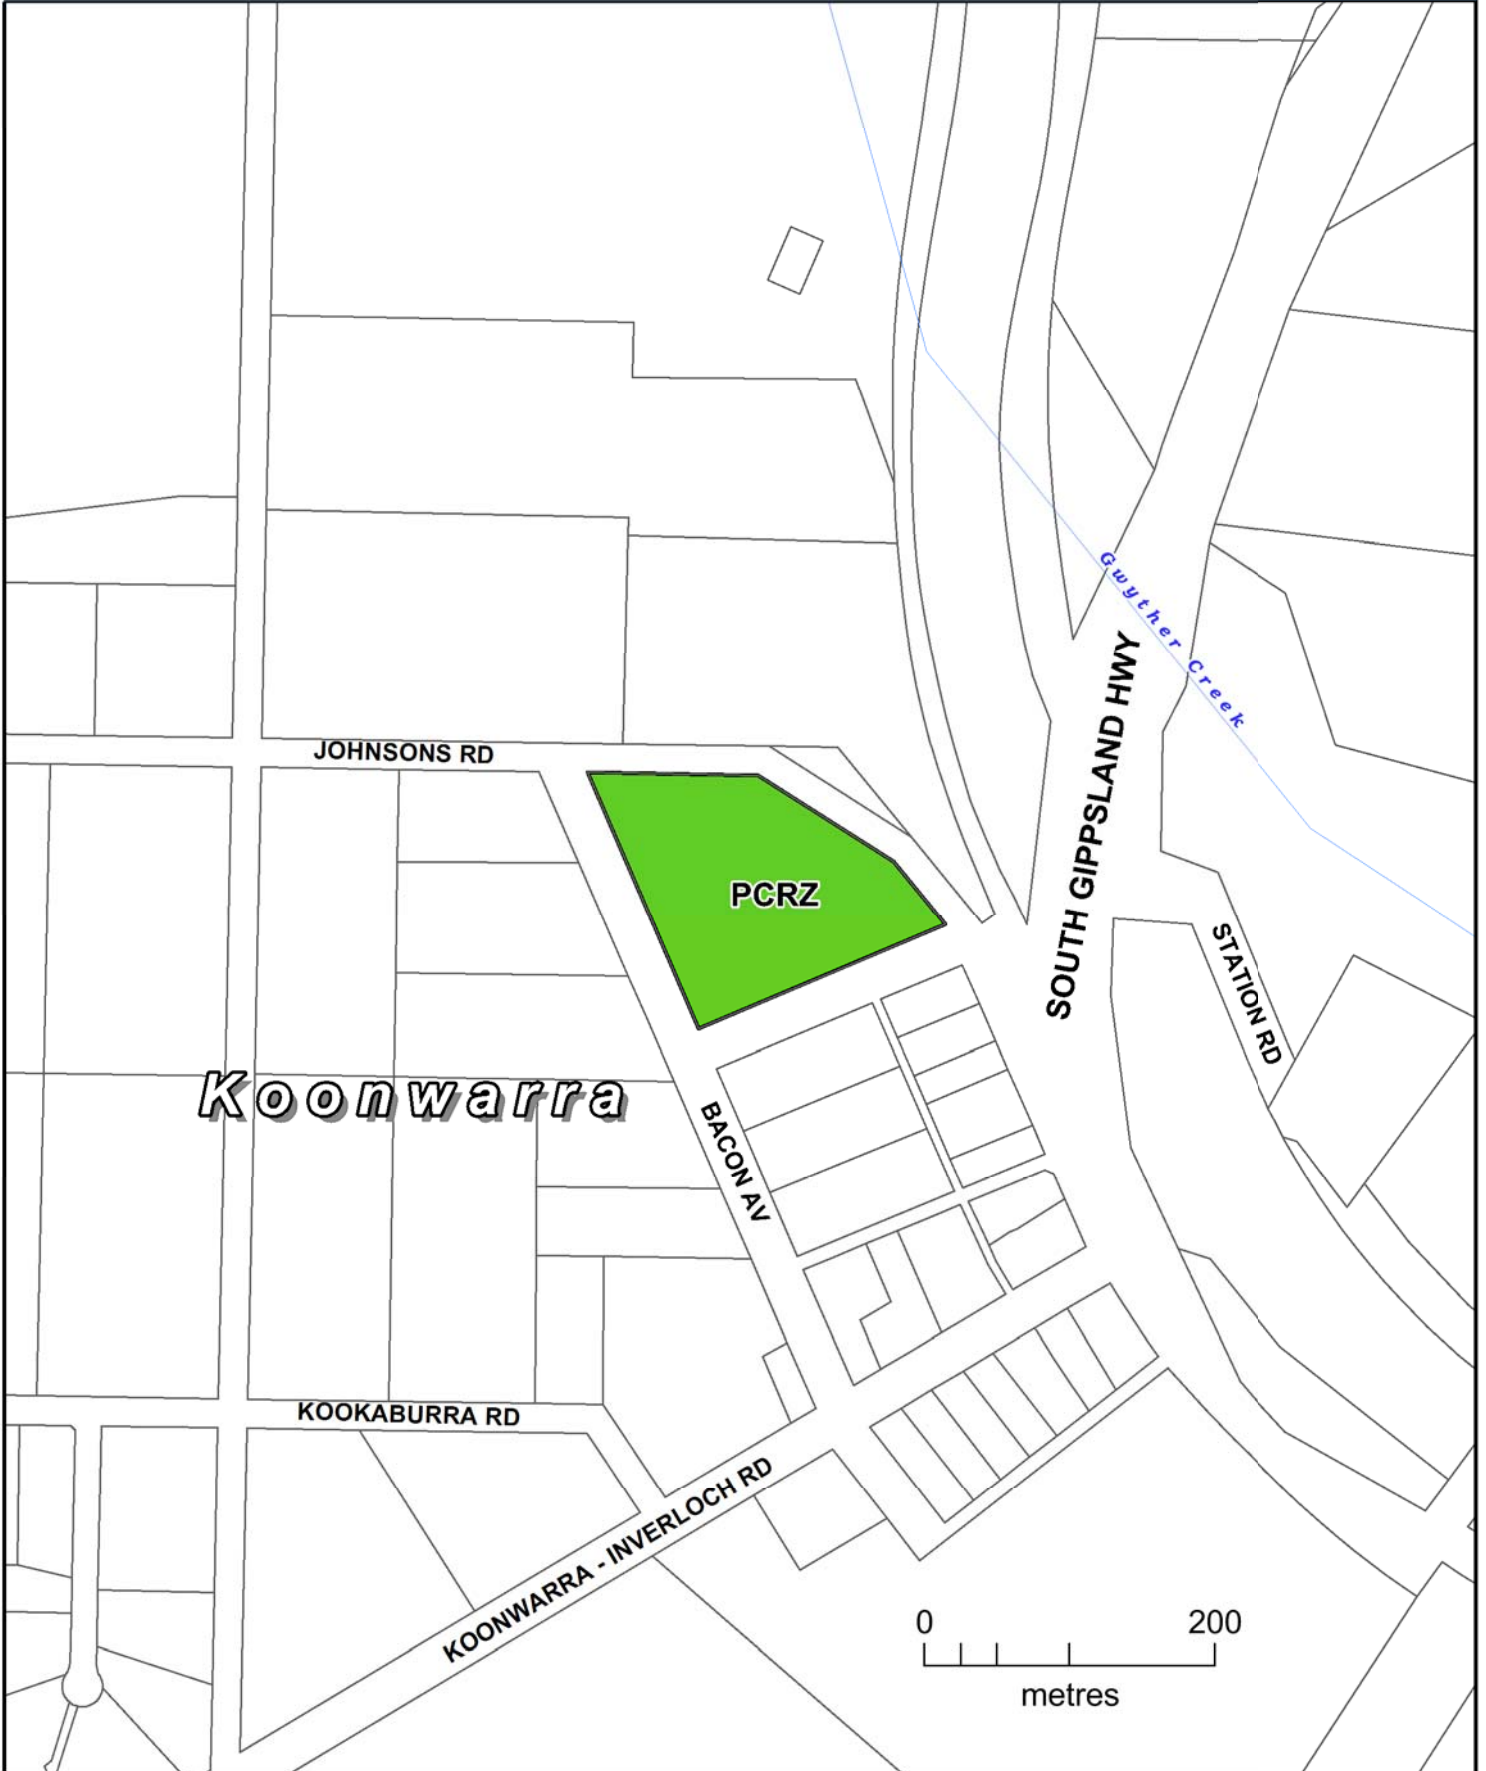 Gwyther Creek
JOHNSONS RD
SOUTH GIPPSLAND HWY
PCRZ
STATION RD
Koonwarra
BACON AV
KOOKABURRA RD
KOONWARRA - INVERLOCH RD
0 200
metres